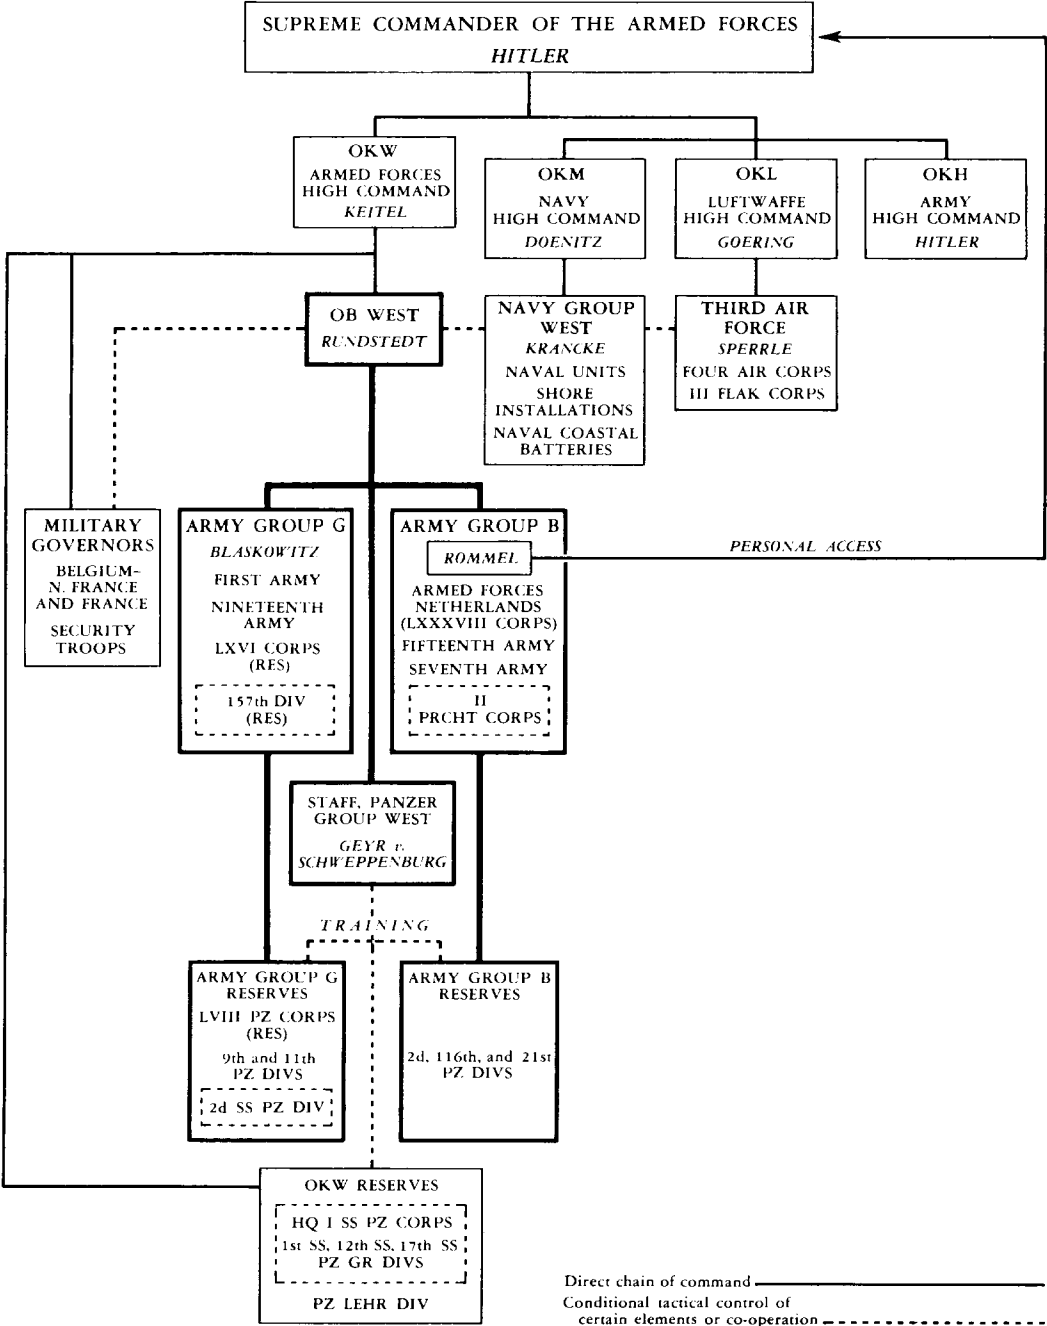 SUPREME COMMANDER OF THE ARMED FORCES
HITLER
OKW
ARMED FORCES
HIGH COMMAND
KEITEL
OKM
NAVY
HIGH COMMAND
DOENITZ
OKL
LUFTWAFFE
HIGH COMMAND
GOERING
OKH
ARMY
HIGH COMMAND
HITLER
OB WEST
RUNDSTEDT
NAVY GROUP
WEST
KRANCKE
NAVAL UNITS
SHORE
INSTALLATIONS
NAVAL COASTAL
BATTERIES
THIRD AIR
FORCE
SPERRLE
FOUR AIR CORPS
III FLAK CORPS
MILITARY
GOVERNORS
BELGIUM–
N. FRANCE
AND FRANCE
SECURITY
TROOPS
ARMY GROUP G
BLASKOWITZ
FIRST ARMY
NINETEENTH
ARMY
LXVI CORPS
(RES)
157th DIV
(RES)
ARMY GROUP B
ROMMEL
ARMED FORCES
NETHERLANDS
(LXXXVIII CORPS)
FIFTEENTH ARMY
SEVENTH ARMY
II
PRCHT CORPS
PERSONAL ACCESS
STAFF, PANZER
GROUP WEST
GEYR v.
SCHWEPPENBURG
TRAINING
ARMY GROUP G
RESERVES
LVIII PZ CORPS
(RES)
9th and 11th
PZ DIVS
2d SS PZ DIV
ARMY GROUP B
RESERVES
2d, 116th, and 21st
PZ DIVS
OKW RESERVES
HQ I SS PZ CORPS
1st SS, 12th SS, 17th SS
PZ GR DIVS
PZ LEHR DIV
Direct chain of command
Conditional tactical control of
certain elements or co-operation